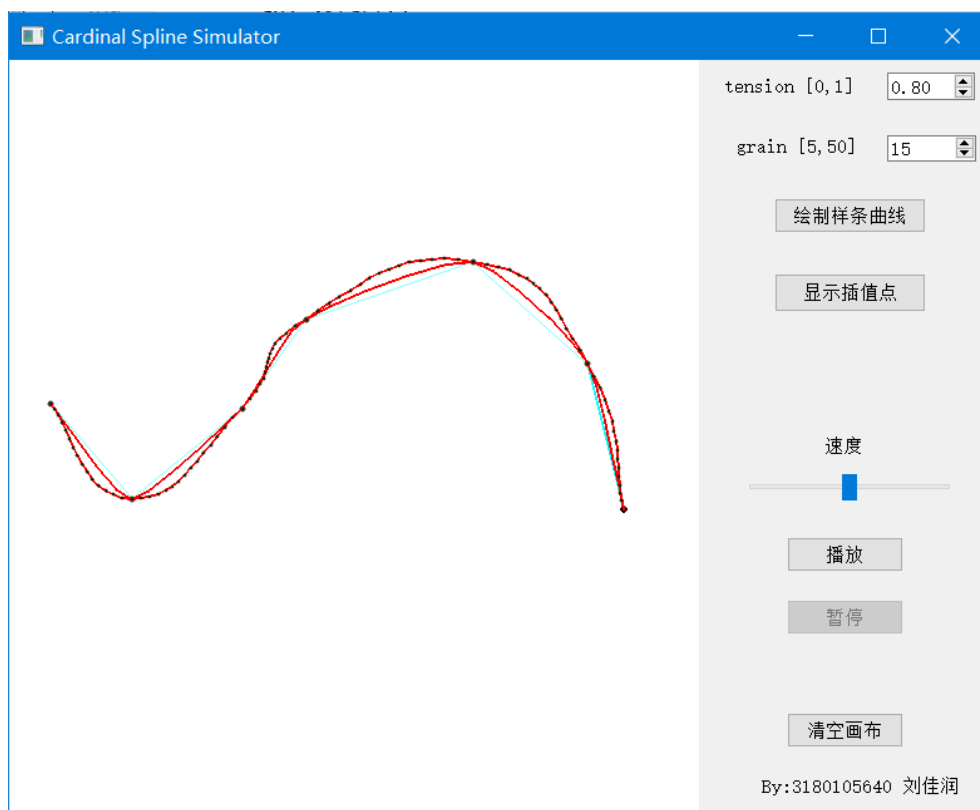 Cardinal Spline Simulator
tension [0,1] 0.80
grain [5,50] 15
绘制样条曲线
显示插值点
速度
播放
暂停
清空画布
By:3180105640 刘佳润